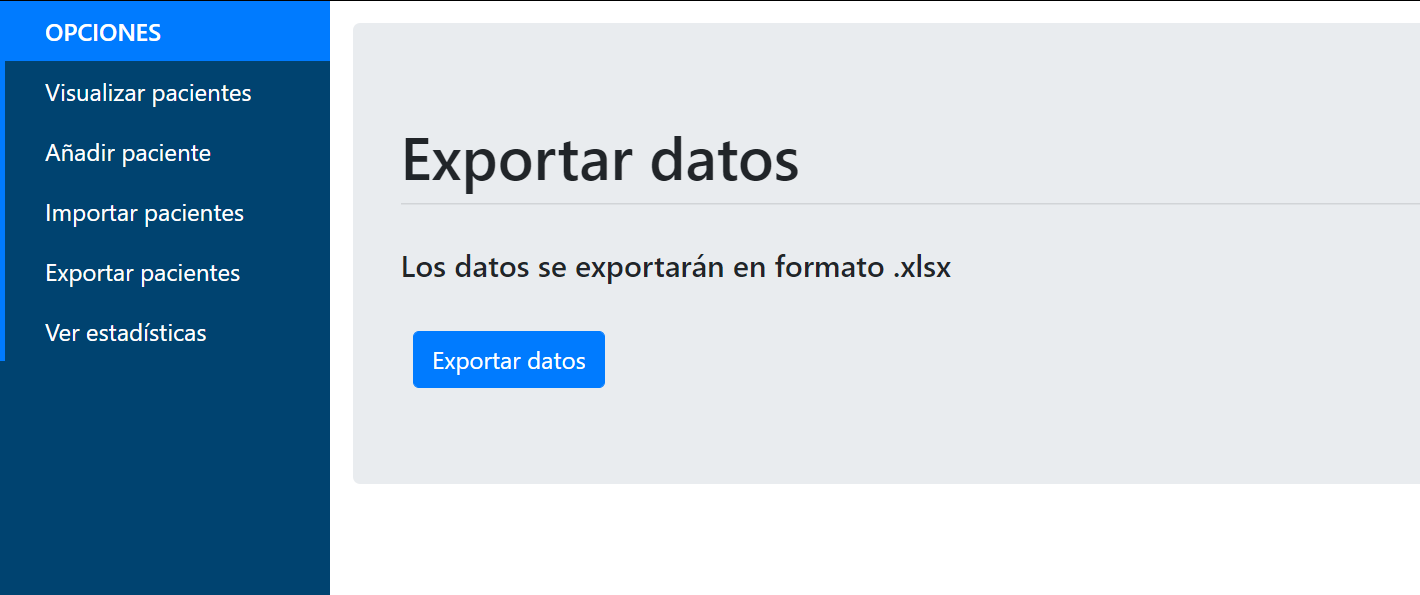 OPCIONES
Visualizar pacientes
Añadir paciente
Importar pacientes
Exportar pacientes
Ver estadísticas
Exportar datos
Los datos se exportarán en formato .xlsx
Exportar datos